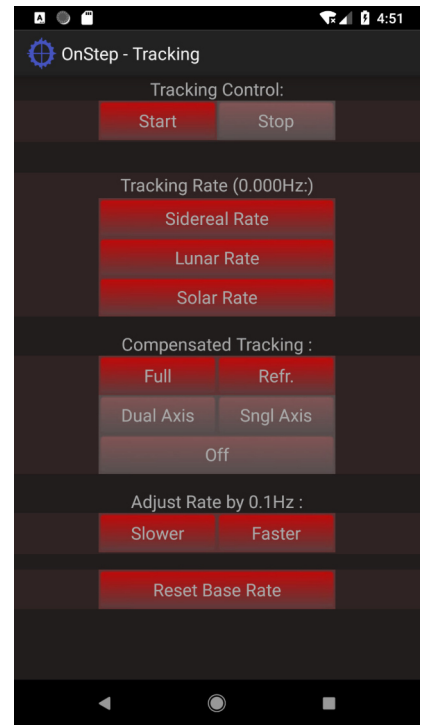 4:51
OnStep - Tracking
Tracking Control:
Start Stop
Tracking Rate (0.000Hz:)
Sidereal Rate
Lunar Rate
Solar Rate
Compensated Tracking :
Full Refr.
Dual Axis Sngl Axis
Off
Adjust Rate by 0.1Hz :
Slower Faster
Reset Base Rate